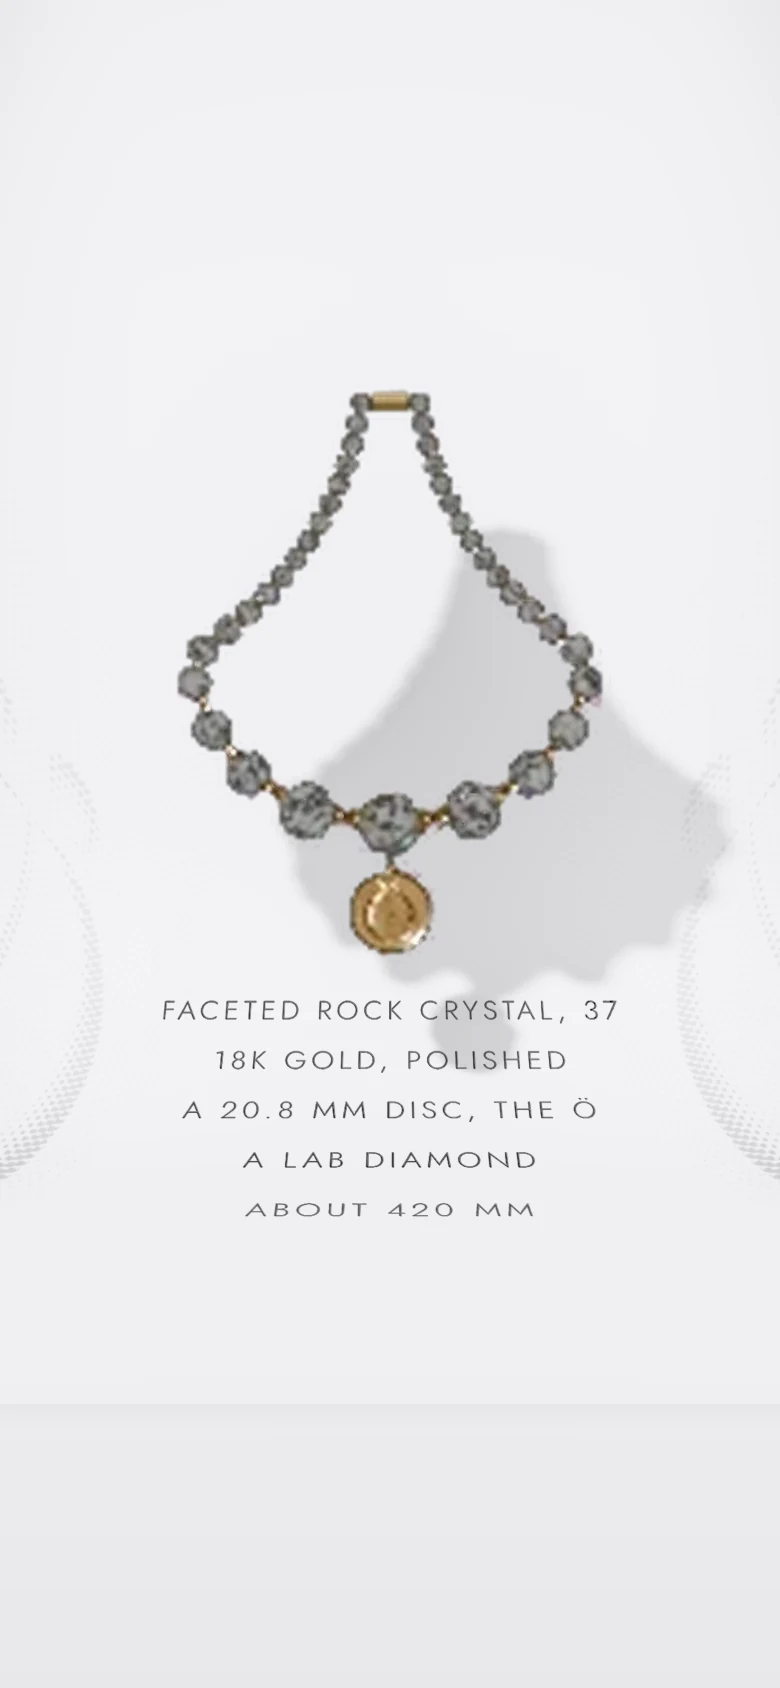 FACETED ROCK CRYSTAL, 37
18K GOLD, POLISHED
A 20.8 MM DISC, THE Ö
A LAB DIAMOND
ABOUT 420 MM